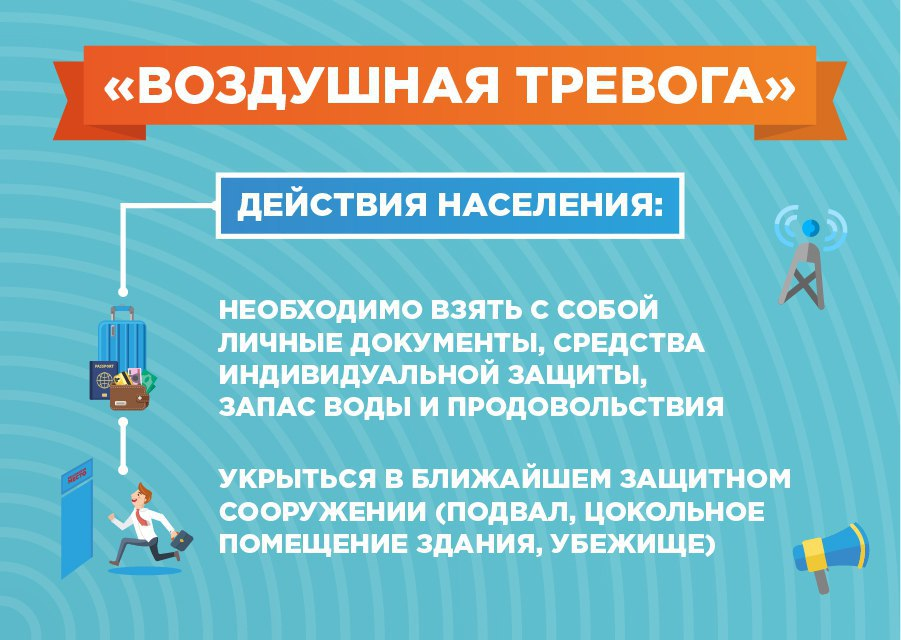 «ВОЗДУШНАЯ ТРЕВОГА»
ДЕЙСТВИЯ НАСЕЛЕНИЯ:
НЕОБХОДИМО ВЗЯТЬ С СОБОЙ
ЛИЧНЫЕ ДОКУМЕНТЫ, СРЕДСТВА
ИНДИВИДУАЛЬНОЙ ЗАЩИТЫ,
ЗАПАС ВОДЫ И ПРОДОВОЛЬСТВИЯ
PASSPORT
УКРЫТЬСЯ В БЛИЖАЙШЕМ ЗАЩИТНОМ
СООРУЖЕНИИ (ПОДВАЛ, ЦОКОЛЬНОЕ
ПОМЕЩЕНИЕ ЗДАНИЯ, УБЕЖИЩЕ)